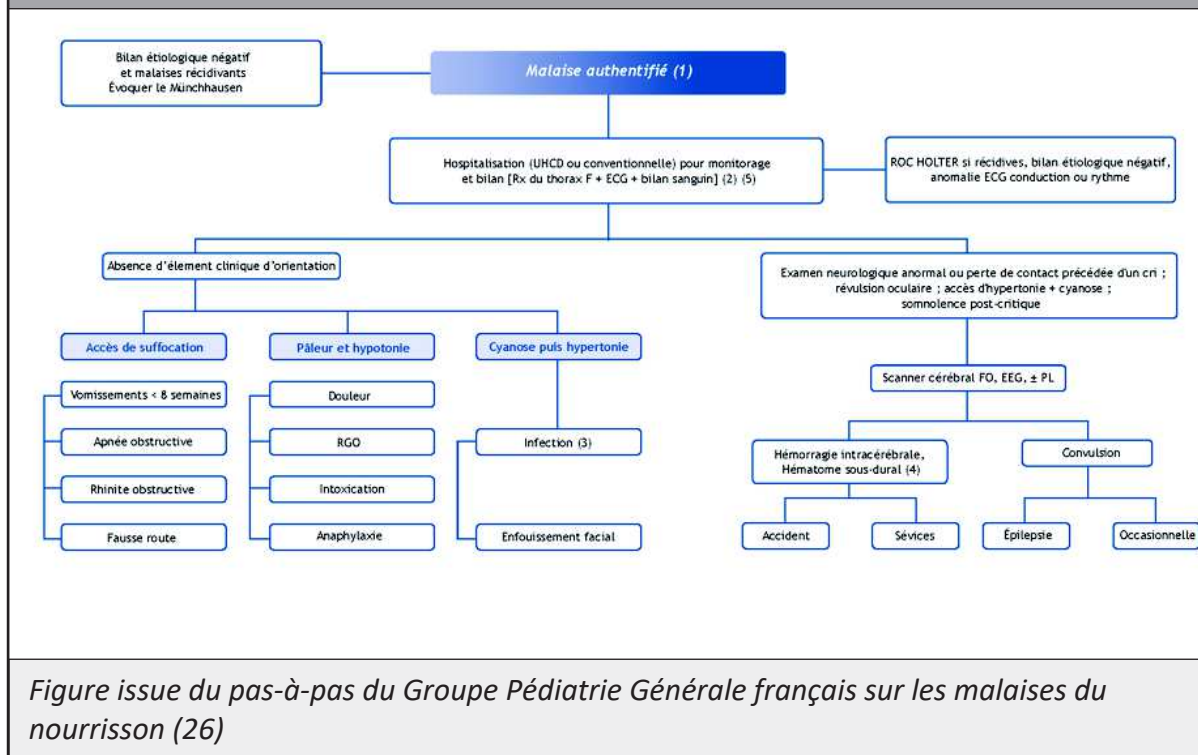 Bilan étiologique négatif
et malaises récidivants
Évoquer le Münchhausen
Malaise authentifié (1)
Hospitalisation (UHCD ou conventionnelle) pour monitorage
et bilan [Rx du thorax F + ECG + bilan sanguin] (2) (5)
ROC HOLTER si récidives, bilan étiologique négatif,
anomalie ECG conduction ou rythme
Absence d'élement clinique d'orientation
Examen neurologique anormal ou perte de contact précédée d'un cri ;
révulsion oculaire ; accès d'hypertonie + cyanose ;
somnolence post-critique
Accès de suffocation
Pâleur et hypotonie
Cyanose puis hypertonie
Vomissements < 8 semaines
Apnée obstructive
Rhinite obstructive
Fausse route
Douleur
RGO
Intoxication
Anaphylaxie
Infection (3)
Enfouissement facial
Scanner cérébral FO, EEG, ± PL
Hémorragie intracérébrale,
Hématome sous-dural (4)
Convulsion
Accident
Sévices
Épilepsie
Occasionnelle
Figure issue du pas-à-pas du Groupe Pédiatrie Générale français sur les malaises du
nourrisson (26)